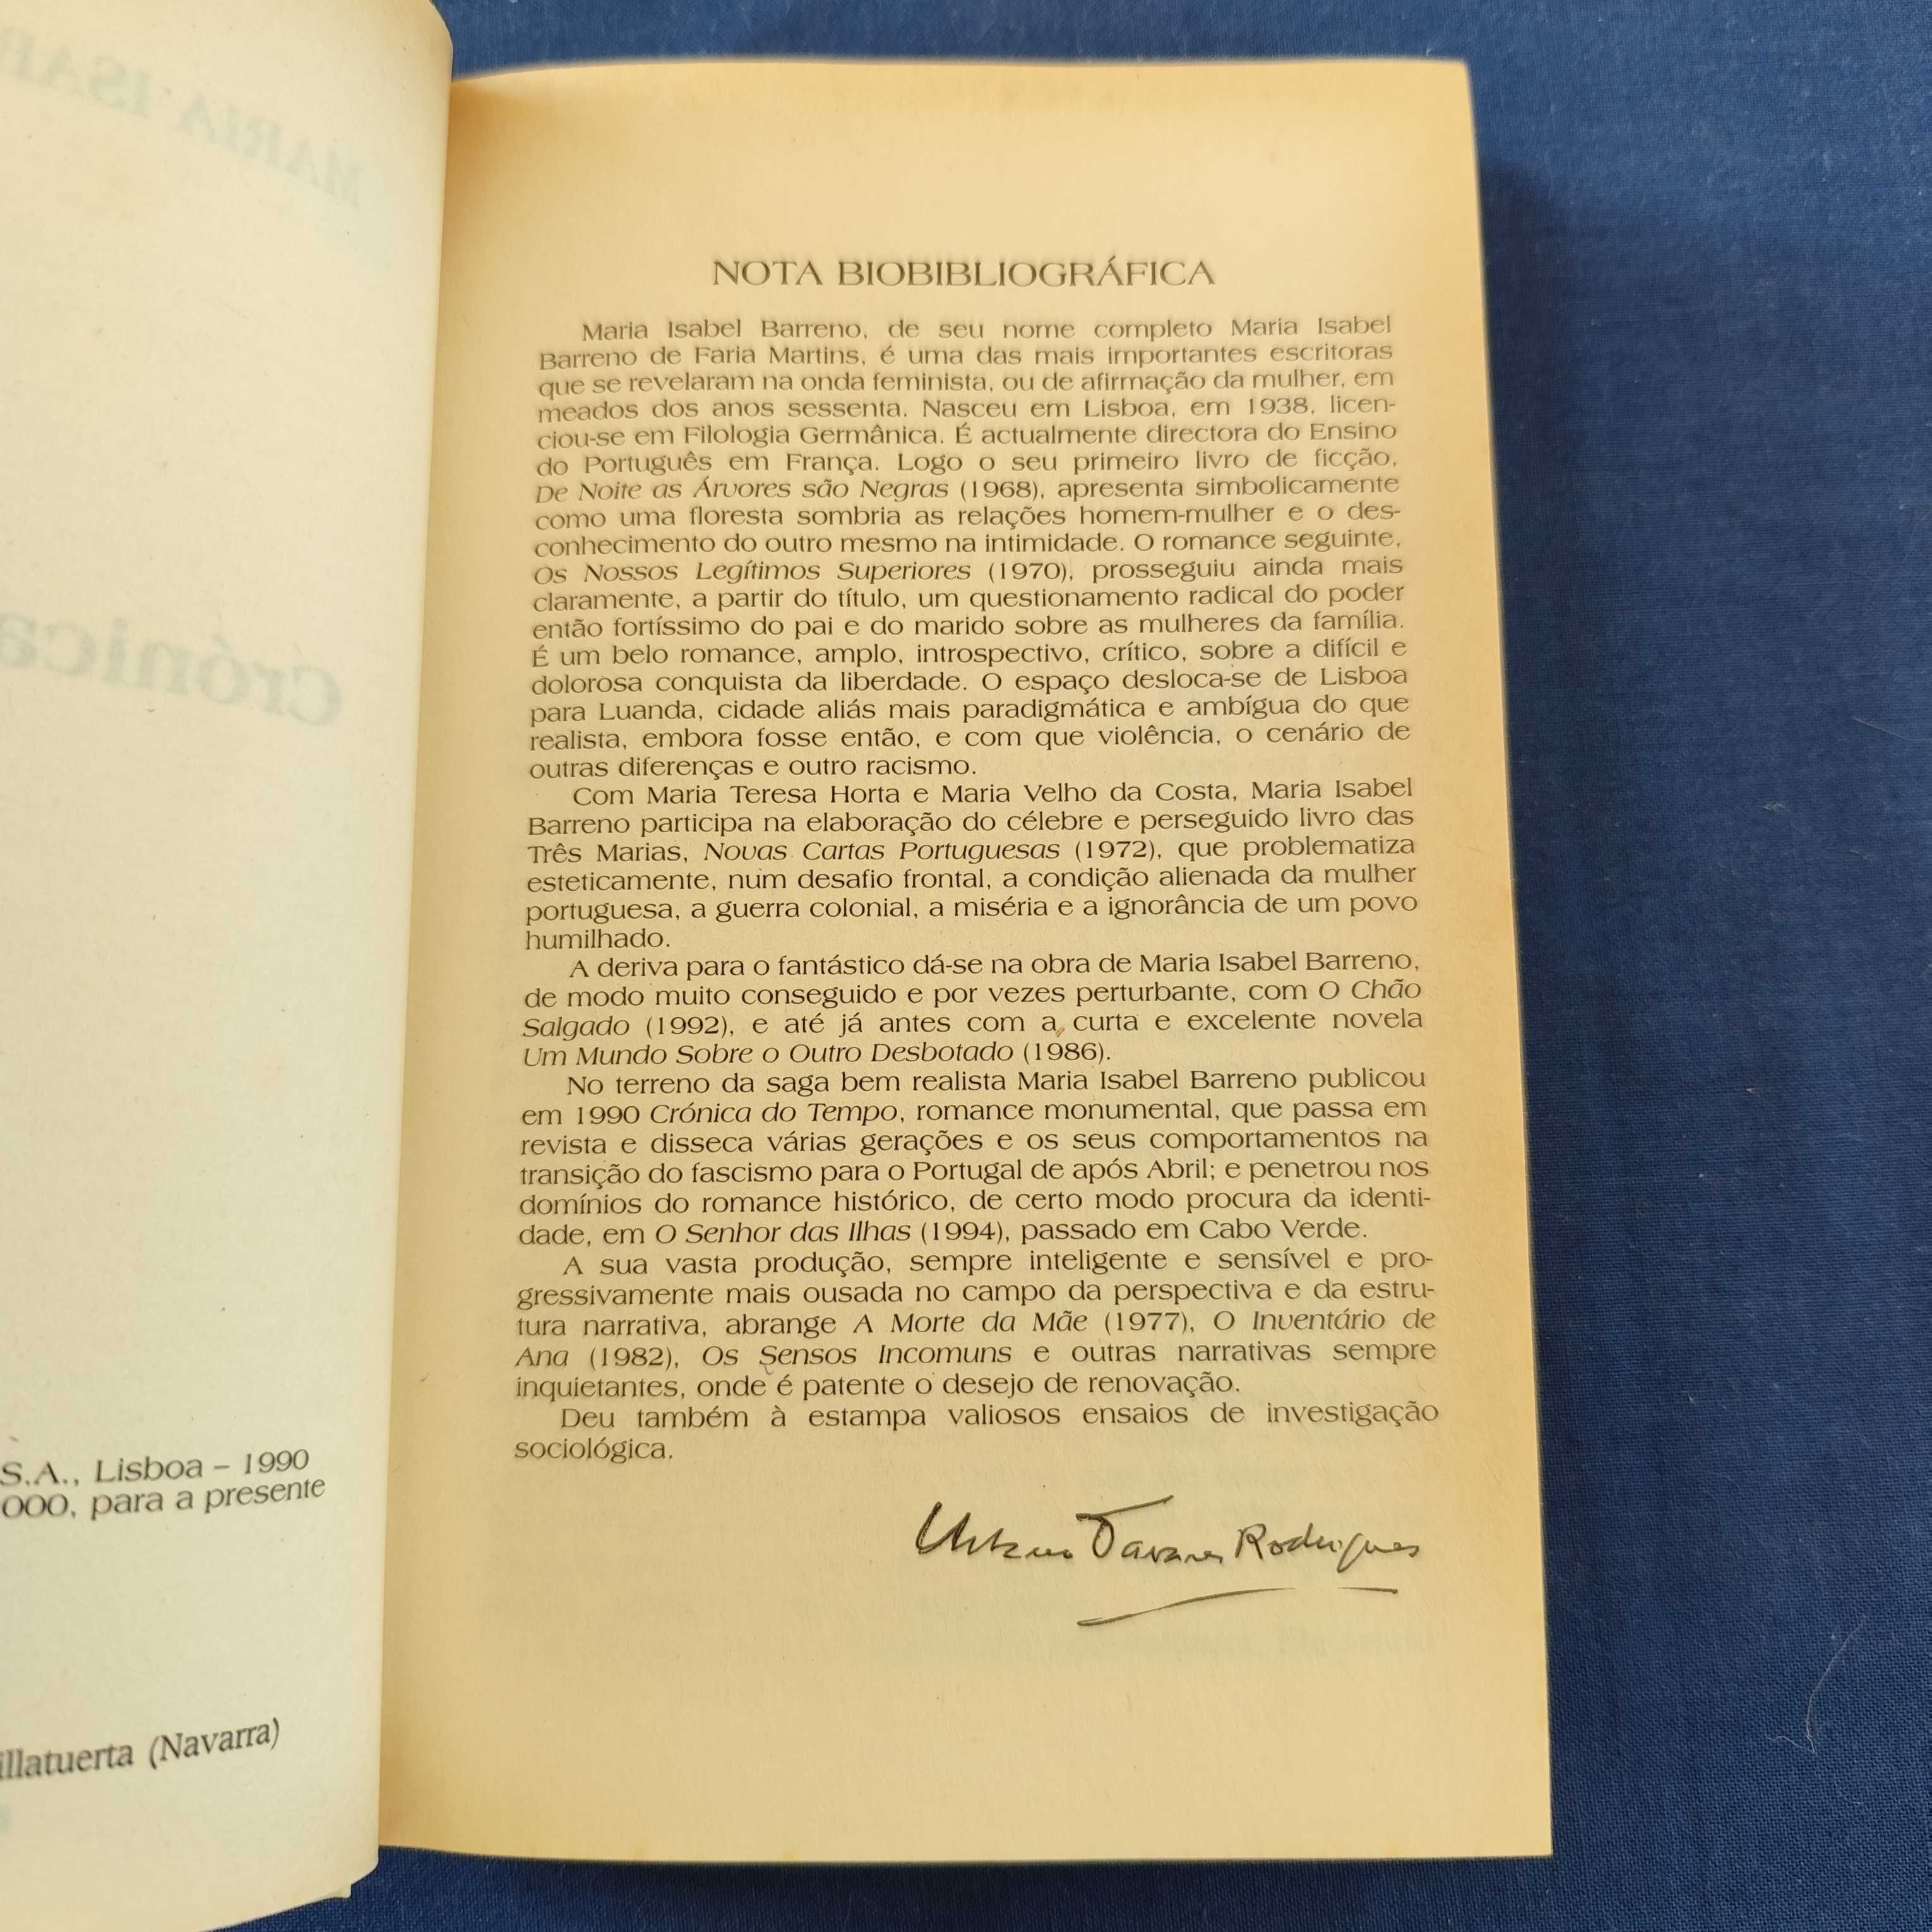 MARIA ISAB
Crónica
S.A., Lisboa – 1990
000, para a presente
illatuerta (Navarra)
NOTA BIOBIBLIOGRÁFICA
Maria Isabel Barreno, de seu nome completo Maria Isabel
Barreno de Faria Martins, é uma das mais importantes escritoras
que se revelaram na onda feminista, ou de afirmação da mulher, em
meados dos anos sessenta. Nasceu em Lisboa, em 1938, licen-
ciou-se em Filologia Germânica. É actualmente directora do Ensino
do Português em França. Logo o seu primeiro livro de ficção,
De Noite as Árvores são Negras (1968), apresenta simbolicamente
como uma floresta sombria as relações homem-mulher e o des-
conhecimento do outro mesmo na intimidade. O romance seguinte,
Os Nossos Legítimos Superiores (1970), prosseguiu ainda mais
claramente, a partir do título, um questionamento radical do poder
então fortíssimo do pai e do marido sobre as mulheres da família.
É um belo romance, amplo, introspectivo, crítico, sobre a difícil e
dolorosa conquista da liberdade. O espaço desloca-se de Lisboa
para Luanda, cidade aliás mais paradigmática e ambígua do que
realista, embora fosse então, e com que violência, o cenário de
outras diferenças e outro racismo.
Com Maria Teresa Horta e Maria Velho da Costa, Maria Isabel
Barreno participa na elaboração do célebre e perseguido livro das
Três Marias, Novas Cartas Portuguesas (1972), que problematiza
esteticamente, num desafio frontal, a condição alienada da mulher
portuguesa, a guerra colonial, a miséria e a ignorância de um povo
humilhado.
A deriva para o fantástico dá-se na obra de Maria Isabel Barreno,
de modo muito conseguido e por vezes perturbante, com O Chão
Salgado (1992), e até já antes com a curta e excelente novela
Um Mundo Sobre o Outro Desbotado (1986).
No terreno da saga bem realista Maria Isabel Barreno publicou
em 1990 Crónica do Tempo, romance monumental, que passa em
revista e disseca várias gerações e os seus comportamentos na
transição do fascismo para o Portugal de após Abril; e penetrou nos
domínios do romance histórico, de certo modo procura da identi-
dade, em O Senhor das Ilhas (1994), passado em Cabo Verde.
A sua vasta produção, sempre inteligente e sensível e pro-
gressivamente mais ousada no campo da perspectiva e da estru-
tura narrativa, abrange A Morte da Mãe (1977), O Inventário de
Ana (1982), Os Sensos Incomuns e outras narrativas sempre
inquietantes, onde é patente o desejo de renovação.
Deu também à estampa valiosos ensaios de investigação
sociológica.
Urbano Tavares Rodrigues